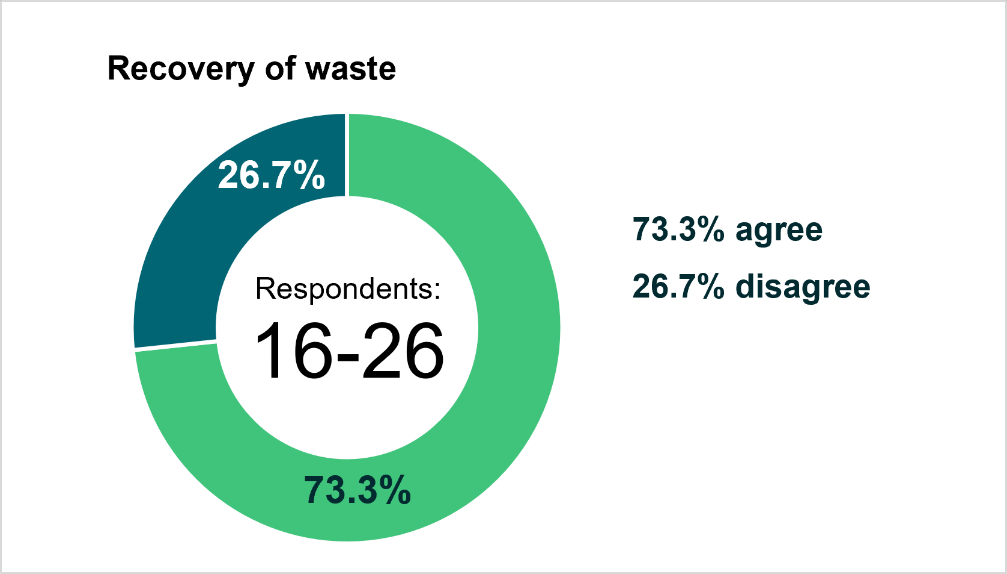 Recovery of waste
26.7%
Respondents:
16-26
73.3%
73.3% agree
26.7% disagree